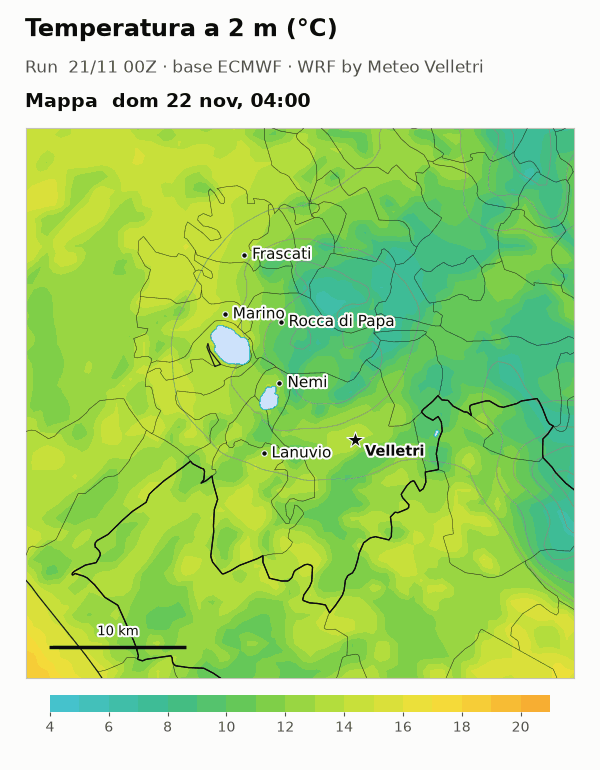 Temperatura a 2 m (°C)
Run  21/11 00Z · base ECMWF · WRF by Meteo Velletri
Mappa  dom 22 nov, 04:00
Frascati
Marino
Rocca di Papa
Nemi
Velletri
Lanuvio
10 km
4 6 8 10 12 14 16 18 20